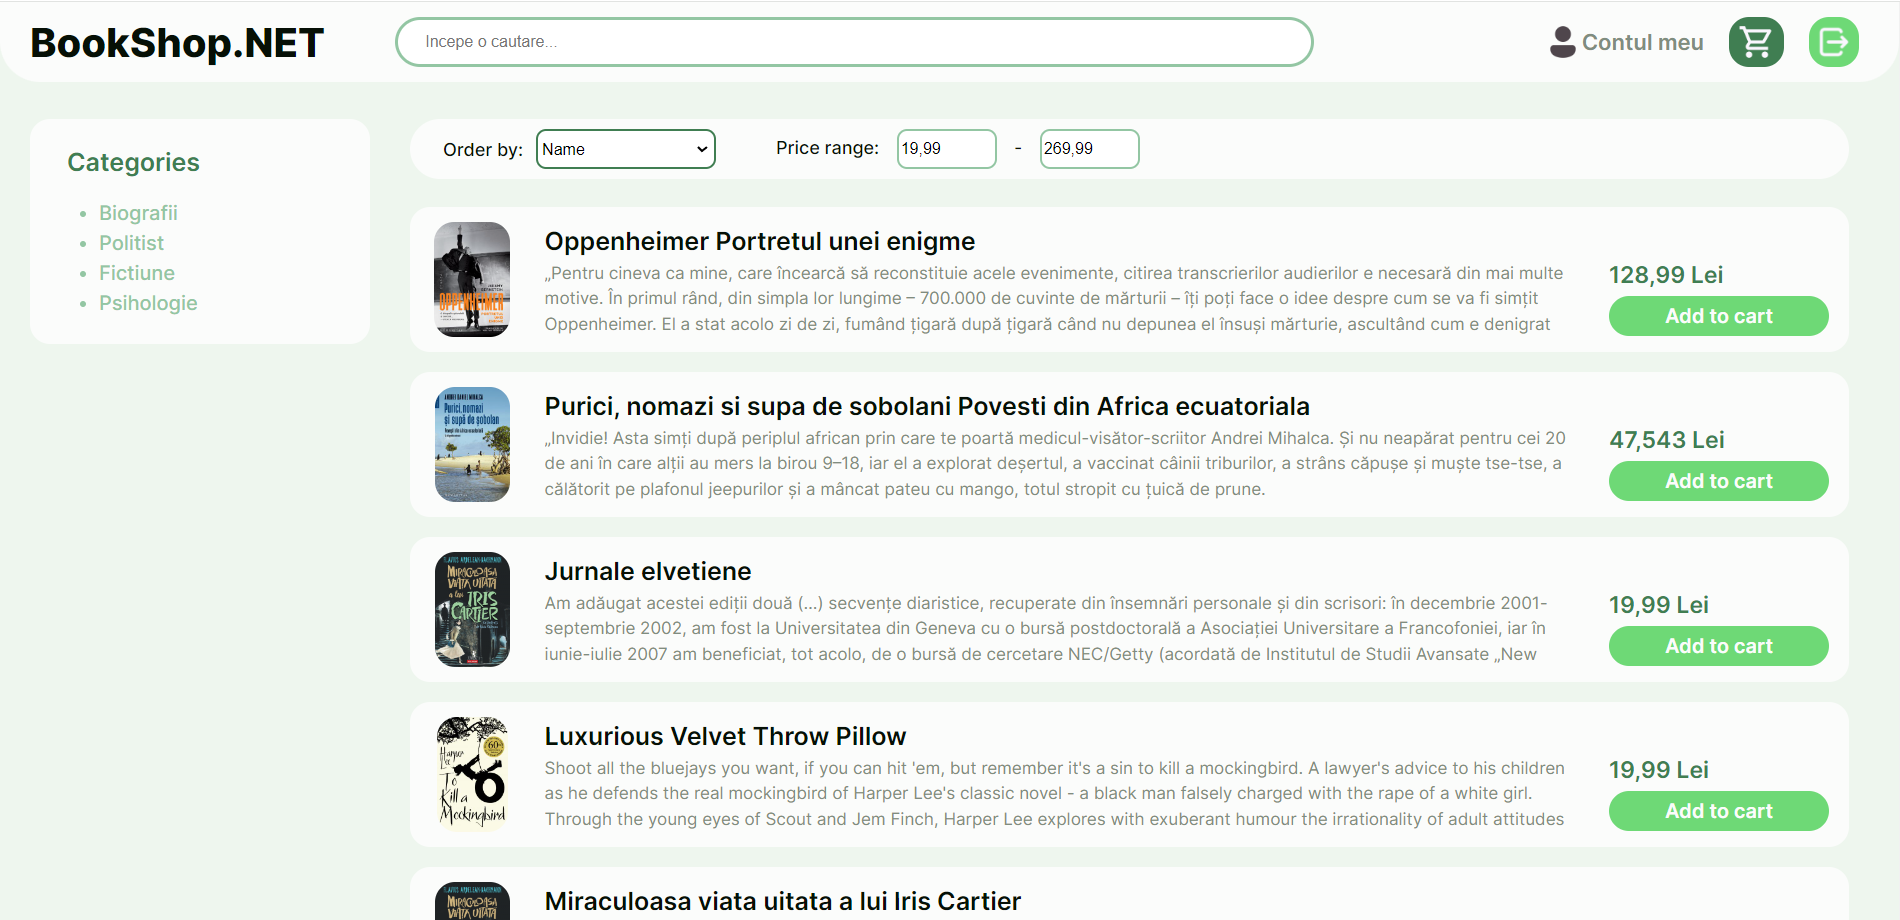 BookShop.NET
Incepe o cautare...
Contul meu
Categories
Biografii
Politist
Fictiune
Psihologie
Order by: Name
Price range: 19,99 - 269,99
OPPENHEIMER
Oppenheimer Portretul unei enigme
„Pentru cineva ca mine, care încearcă să reconstituie acele evenimente, citirea transcrierilor audierilor e necesară din mai multe
motive. În primul rând, din simpla lor lungime – 700.000 de cuvinte de mărturii – îți poți face o idee despre cum se va fi simțit
Oppenheimer. El a stat acolo zi de zi, fumând țigară după țigară când nu depunea el însuși mărturie, ascultând cum e denigrat
128,99 Lei
Add to cart
ANDREI DANIEL MIHALCA
Purici, nomazi
și supă de șobolan
Purici, nomazi si supa de sobolani Povesti din Africa ecuatoriala
„Invidie! Asta simți după periplul african prin care te poartă medicul-visător-scriitor Andrei Mihalca. Și nu neapărat pentru cei 20
de ani în care alții au mers la birou 9–18, iar el a explorat deșertul, a vaccinat câinii triburilor, a strâns căpușe și muște tse-tse, a
călătorit pe plafonul jeepurilor și a mâncat pateu cu mango, totul stropit cu țuică de prune.
47,543 Lei
Add to cart
MIRACULOASA
VIATA UITATA
a lui IRIS
CARTIER
Jurnale elvetiene
Am adăugat acestei ediții două (...) secvențe diaristice, recuperate din însemnări personale și din scrisori: în decembrie 2001-
septembrie 2002, am fost la Universitatea din Geneva cu o bursă postdoctorală a Asociației Universitare a Francofoniei, iar în
iunie-iulie 2007 am beneficiat, tot acolo, de o bursă de cercetare NEC/Getty (acordată de Institutul de Studii Avansate „New
19,99 Lei
Add to cart
Harper
Lee
60
To
Kill a
Mockingbird
Luxurious Velvet Throw Pillow
Shoot all the bluejays you want, if you can hit 'em, but remember it's a sin to kill a mockingbird. A lawyer's advice to his children
as he defends the real mockingbird of Harper Lee's classic novel - a black man falsely charged with the rape of a white girl.
Through the young eyes of Scout and Jem Finch, Harper Lee explores with exuberant humour the irrationality of adult attitudes
19,99 Lei
Add to cart
MIRACULOASA
VIATA UITATA
Miraculoasa viata uitata a lui Iris Cartier